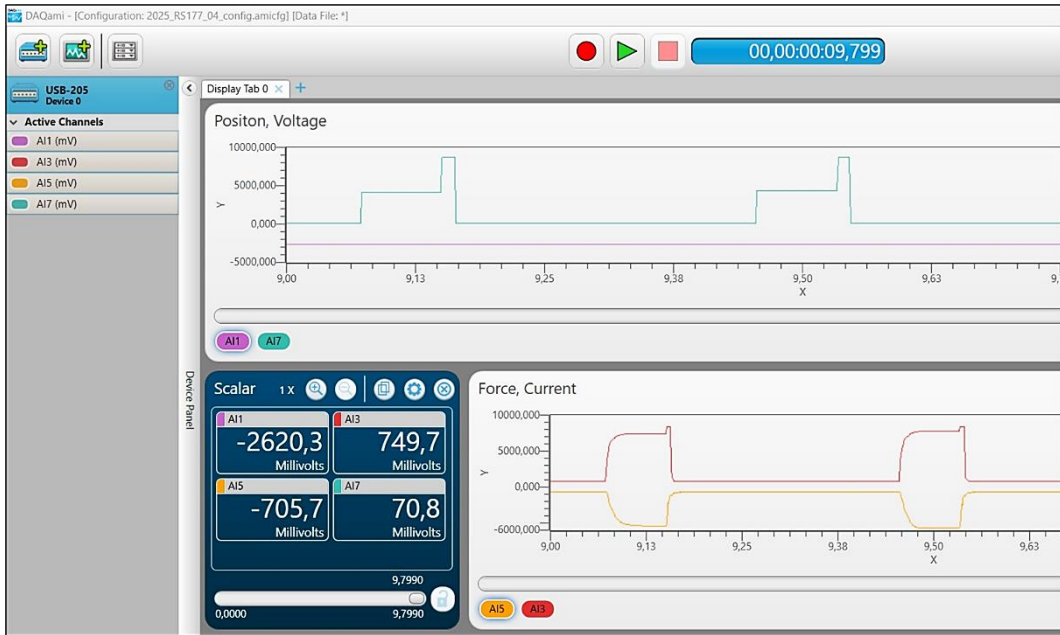 DAQami - [Configuration: 2025_RS177_04_config.amicfg] [Data File: *]
00,00:00:09,799
USB-205
Device 0
Active Channels
AI1 (mV)
AI3 (mV)
AI5 (mV)
AI7 (mV)
Device Panel
Display Tab 0
Positon, Voltage
10000,000
5000,000
0,000
-5000,000
Y
9,00 9,13 9,25 9,38 9,50 9,63 9,
X
AI1 AI7
Scalar 1 X
AI1 AI3
-2620,3 749,7
Millivolts Millivolts
AI5 AI7
-705,7 70,8
Millivolts Millivolts
9,7990
0,0000 9,7990
Force, Current
10000,000
5000,000
0,000
-6000,000
Y
9,00 9,13 9,25 9,38 9,50 9,63
X
AI5 AI3